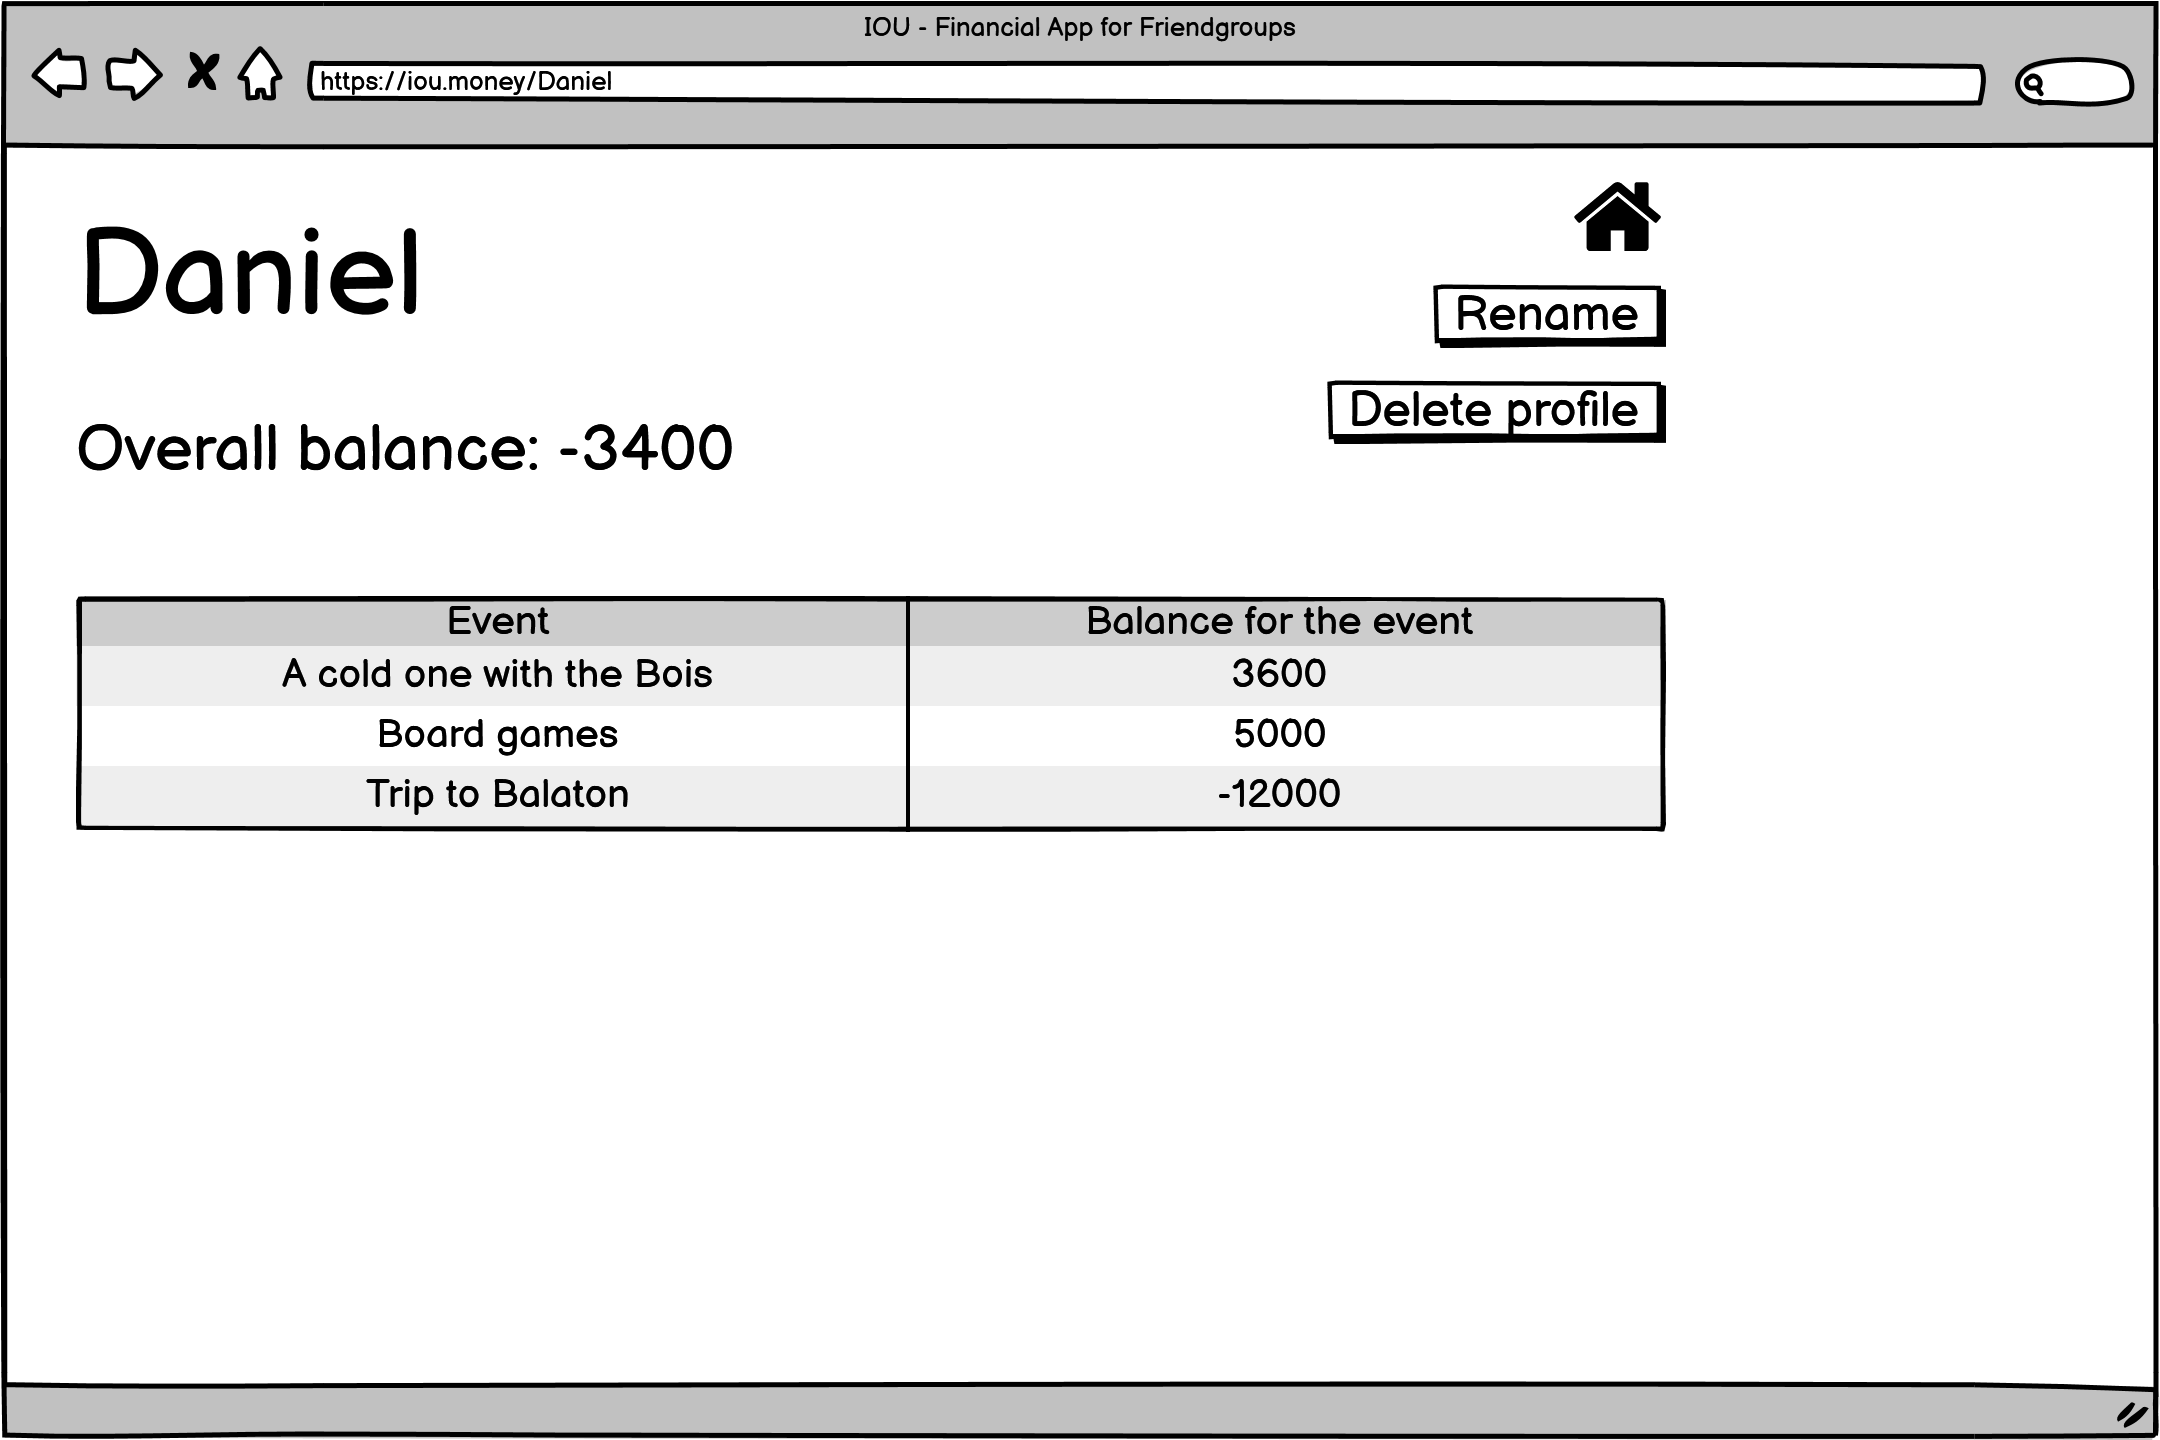 IOU - Financial App for Friendgroups
https://iou.money/Daniel
Daniel
Rename
Delete profile
Overall balance: -3400
Event Balance for the event
A cold one with the Bois 3600
Board games 5000
Trip to Balaton -12000